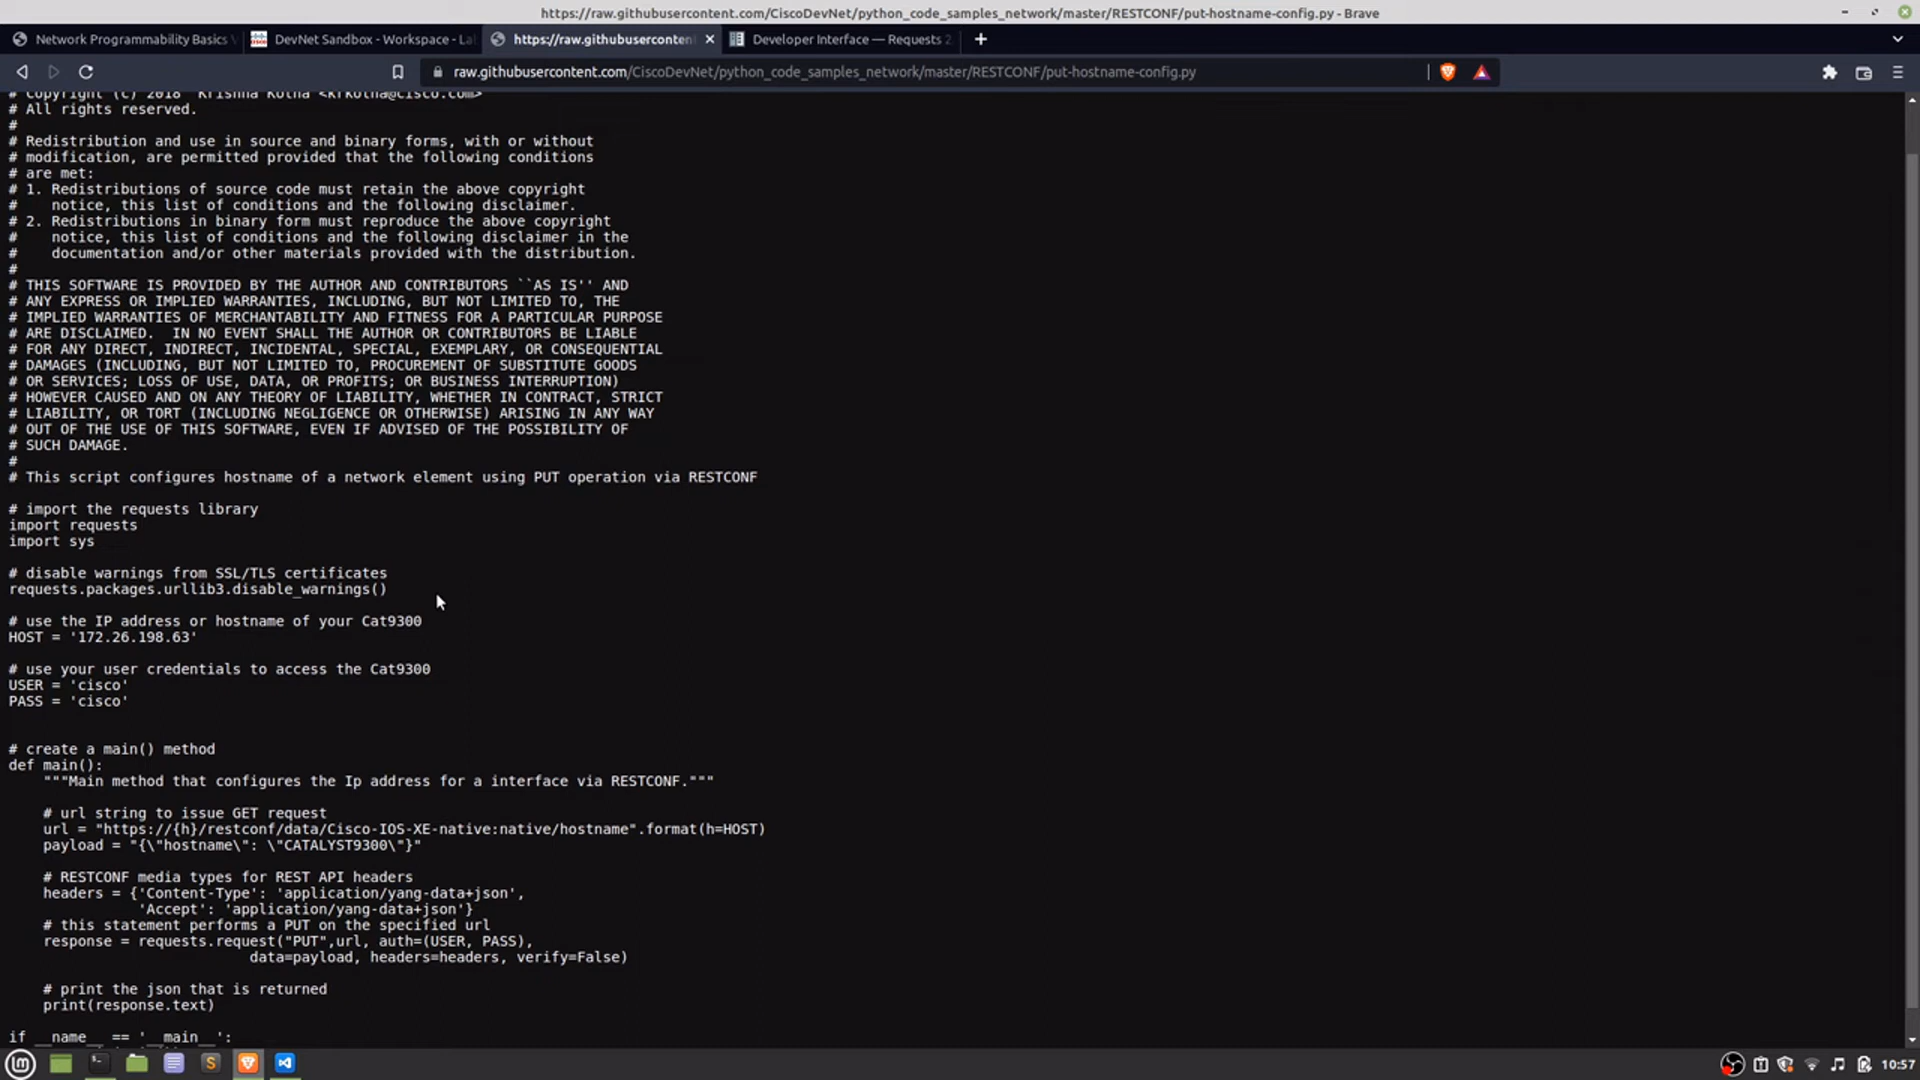 https://raw.githubusercontent.com/CiscoDevNet/python_code_samples_network/master/RESTCONF/put-hostname-config.py - Brave
Network Programmability Basics
DevNet Sandbox - Workspace - La
https://raw.githubusercontent
Developer Interface — Requests 2
raw.githubusercontent.com/CiscoDevNet/python_code_samples_network/master/RESTCONF/put-hostname-config.py
# Copyright (c) 2018  Krishna Kotha <krkotha@cisco.com>
# All rights reserved.
#
# Redistribution and use in source and binary forms, with or without
# modification, are permitted provided that the following conditions
# are met:
# 1. Redistributions of source code must retain the above copyright
#    notice, this list of conditions and the following disclaimer.
# 2. Redistributions in binary form must reproduce the above copyright
#    notice, this list of conditions and the following disclaimer in the
#    documentation and/or other materials provided with the distribution.
#
# THIS SOFTWARE IS PROVIDED BY THE AUTHOR AND CONTRIBUTORS ``AS IS'' AND
# ANY EXPRESS OR IMPLIED WARRANTIES, INCLUDING, BUT NOT LIMITED TO, THE
# IMPLIED WARRANTIES OF MERCHANTABILITY AND FITNESS FOR A PARTICULAR PURPOSE
# ARE DISCLAIMED.  IN NO EVENT SHALL THE AUTHOR OR CONTRIBUTORS BE LIABLE
# FOR ANY DIRECT, INDIRECT, INCIDENTAL, SPECIAL, EXEMPLARY, OR CONSEQUENTIAL
# DAMAGES (INCLUDING, BUT NOT LIMITED TO, PROCUREMENT OF SUBSTITUTE GOODS
# OR SERVICES; LOSS OF USE, DATA, OR PROFITS; OR BUSINESS INTERRUPTION)
# HOWEVER CAUSED AND ON ANY THEORY OF LIABILITY, WHETHER IN CONTRACT, STRICT
# LIABILITY, OR TORT (INCLUDING NEGLIGENCE OR OTHERWISE) ARISING IN ANY WAY
# OUT OF THE USE OF THIS SOFTWARE, EVEN IF ADVISED OF THE POSSIBILITY OF
# SUCH DAMAGE.
#
# This script configures hostname of a network element using PUT operation via RESTCONF
# import the requests library
import requests
import sys
# disable warnings from SSL/TLS certificates
requests.packages.urllib3.disable_warnings()
# use the IP address or hostname of your Cat9300
HOST = '172.26.198.63'
# use your user credentials to access the Cat9300
USER = 'cisco'
PASS = 'cisco'
# create a main() method
def main():
    """Main method that configures the Ip address for a interface via RESTCONF."""
    # url string to issue GET request
    url = "https://{h}/restconf/data/Cisco-IOS-XE-native:native/hostname".format(h=HOST)
    payload = "{\"hostname\": \"CATALYST9300\"}"
    # RESTCONF media types for REST API headers
    headers = {'Content-Type': 'application/yang-data+json',
               'Accept': 'application/yang-data+json'}
    # this statement performs a PUT on the specified url
    response = requests.request("PUT",url, auth=(USER, PASS),
                            data=payload, headers=headers, verify=False)
    # print the json that is returned
    print(response.text)
if __name__ == '__main__':
10:57